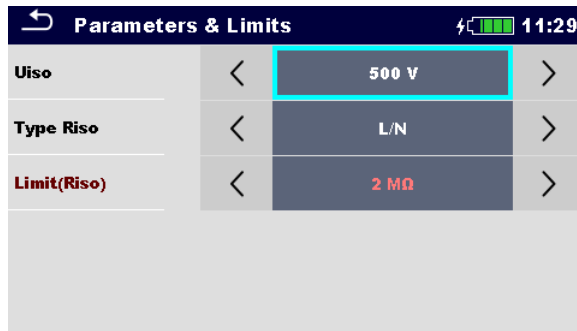 Parameters & Limits 11:29
Uiso 500 V
Type Riso L/N
Limit(Riso) 2 MΩ